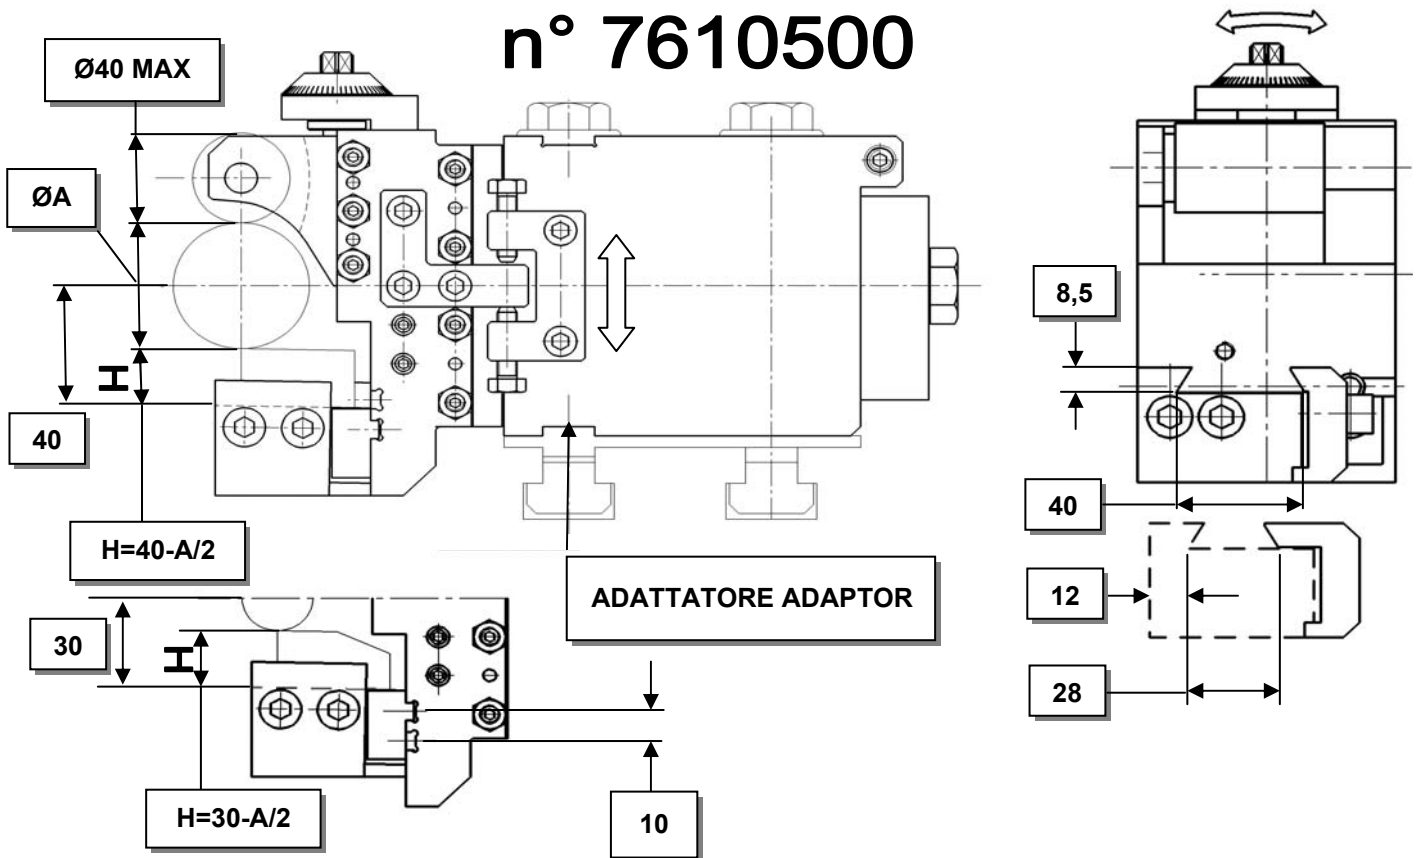 n° 7610500
Ø40 MAX
ØA
H
40
H=40-A/2
ADATTATORE ADAPTOR
30
H
H=30-A/2
10
8,5
40
12
28